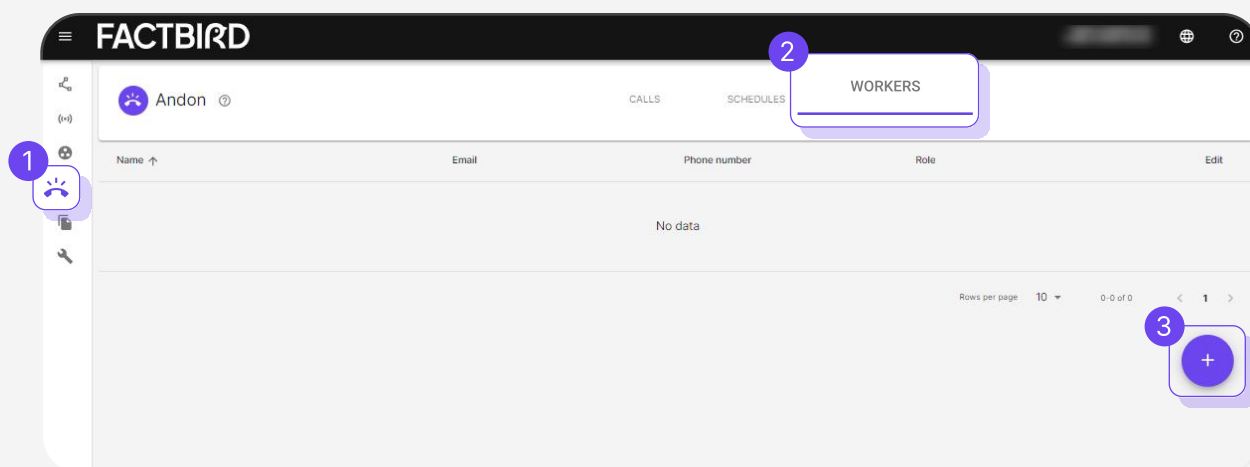 FACTBIRD
2
Andon
CALLS
SCHEDULES
WORKERS
1
Name
Email
Phone number
Role
Edit
No data
Rows per page 10 0-0 of 0 < 1 >
3
+